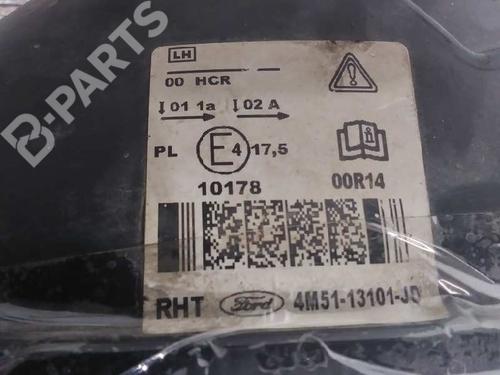 B-PARTS
LH
00 HCR
01 1a 02 A
PL E 4 17,5
10178 00R14
RHT Ford 4M51-13101-JD